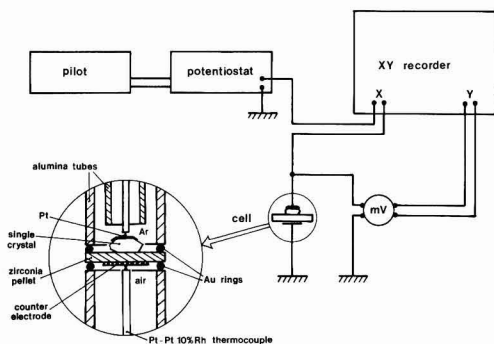 pilot
potentiostat
XY recorder
X
Y
alumina tubes
Pt
Ar
single
crystal
zirconia
pellet
counter
electrode
air
Au rings
cell
mV
Pt-Pt 10%Rh thermocouple